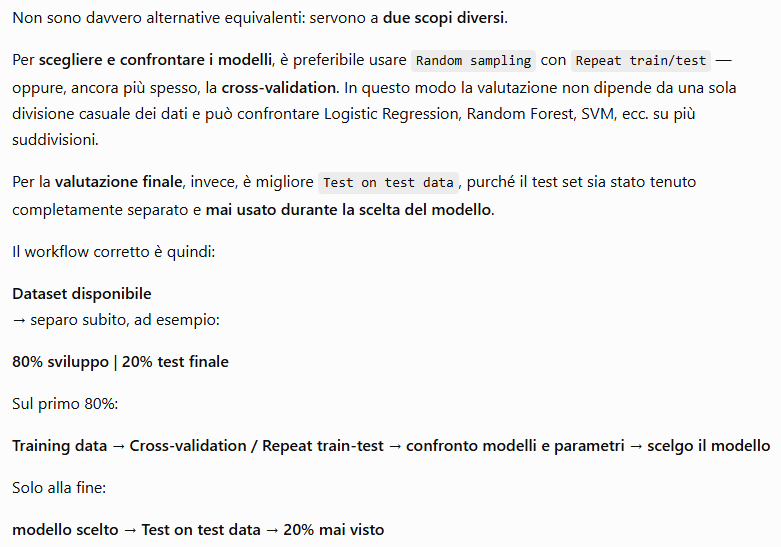 Non sono davvero alternative equivalenti: servono a due scopi diversi.
Per scegliere e confrontare i modelli, è preferibile usare Random sampling con Repeat train/test —
oppure, ancora più spesso, la cross-validation. In questo modo la valutazione non dipende da una sola
divisione casuale dei dati e può confrontare Logistic Regression, Random Forest, SVM, ecc. su più
suddivisioni.
Per la valutazione finale, invece, è migliore Test on test data, purché il test set sia stato tenuto
completamente separato e mai usato durante la scelta del modello.
Il workflow corretto è quindi:
Dataset disponibile
→ separo subito, ad esempio:
80% sviluppo | 20% test finale
Sul primo 80%:
Training data → Cross-validation / Repeat train-test → confronto modelli e parametri → scelgo il modello
Solo alla fine:
modello scelto → Test on test data → 20% mai visto